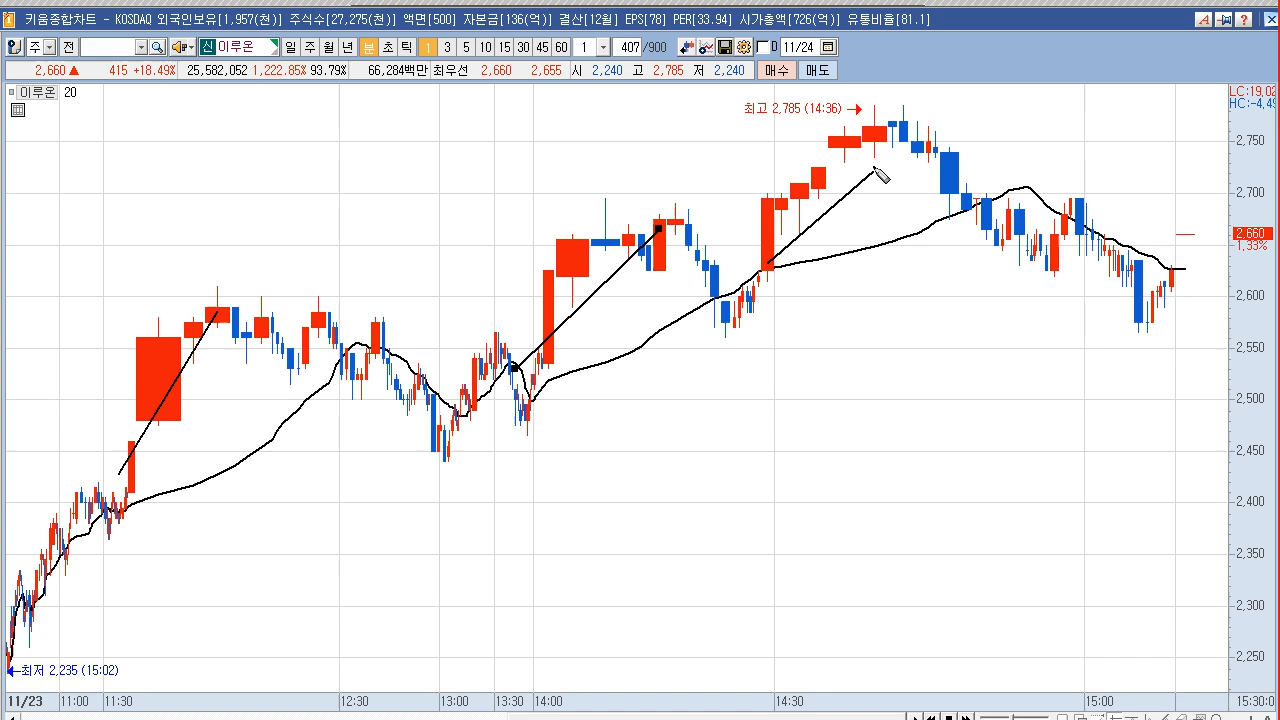 키움종합차트 - KOSDAQ 외국인보유[1,957(천)] 주식수[27,275(천)] 액면[500] 자본금[136(억)] 결산[12월] EPS[78] PER[33.94] 시가총액[726(억)] 유통비율[81.1]
주 전 신 이루온 일 주 월 년 분 초 틱 1 3 5 10 15 30 45 60 1 407 /900 D 11/24
2,660 ▲ 415 +18.49% 25,582,052 1,222.85% 93.79% 66,284백만 최우선 2,660 2,655 시 2,240 고 2,785 저 2,240 매수 매도
이루온 20
LC:19,02
HC:-4,49
최고 2,785 (14:36)
2,750
2,700
2,660
1,33%
2,600
2,550
2,500
2,450
2,400
2,350
2,300
2,250
최저 2,235 (15:02)
11/23 11:00 11:30 12:30 13:00 13:30 14:00 14:30 15:00 15:30:0